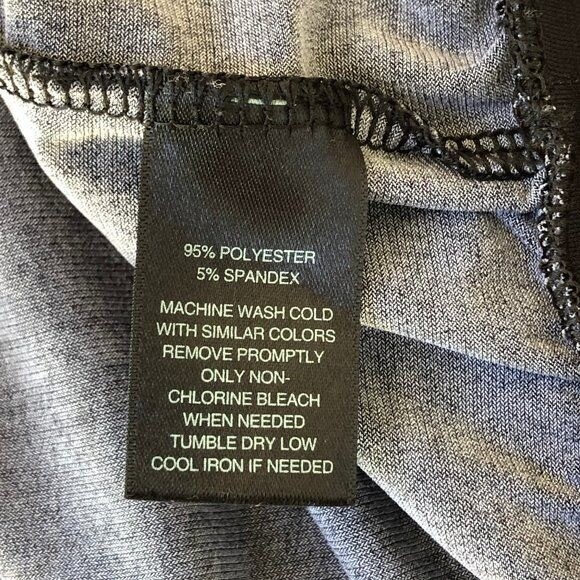 95% POLYESTER
5% SPANDEX
MACHINE WASH COLD
WITH SIMILAR COLORS
REMOVE PROMPTLY
ONLY NON-
CHLORINE BLEACH
WHEN NEEDED
TUMBLE DRY LOW
COOL IRON IF NEEDED